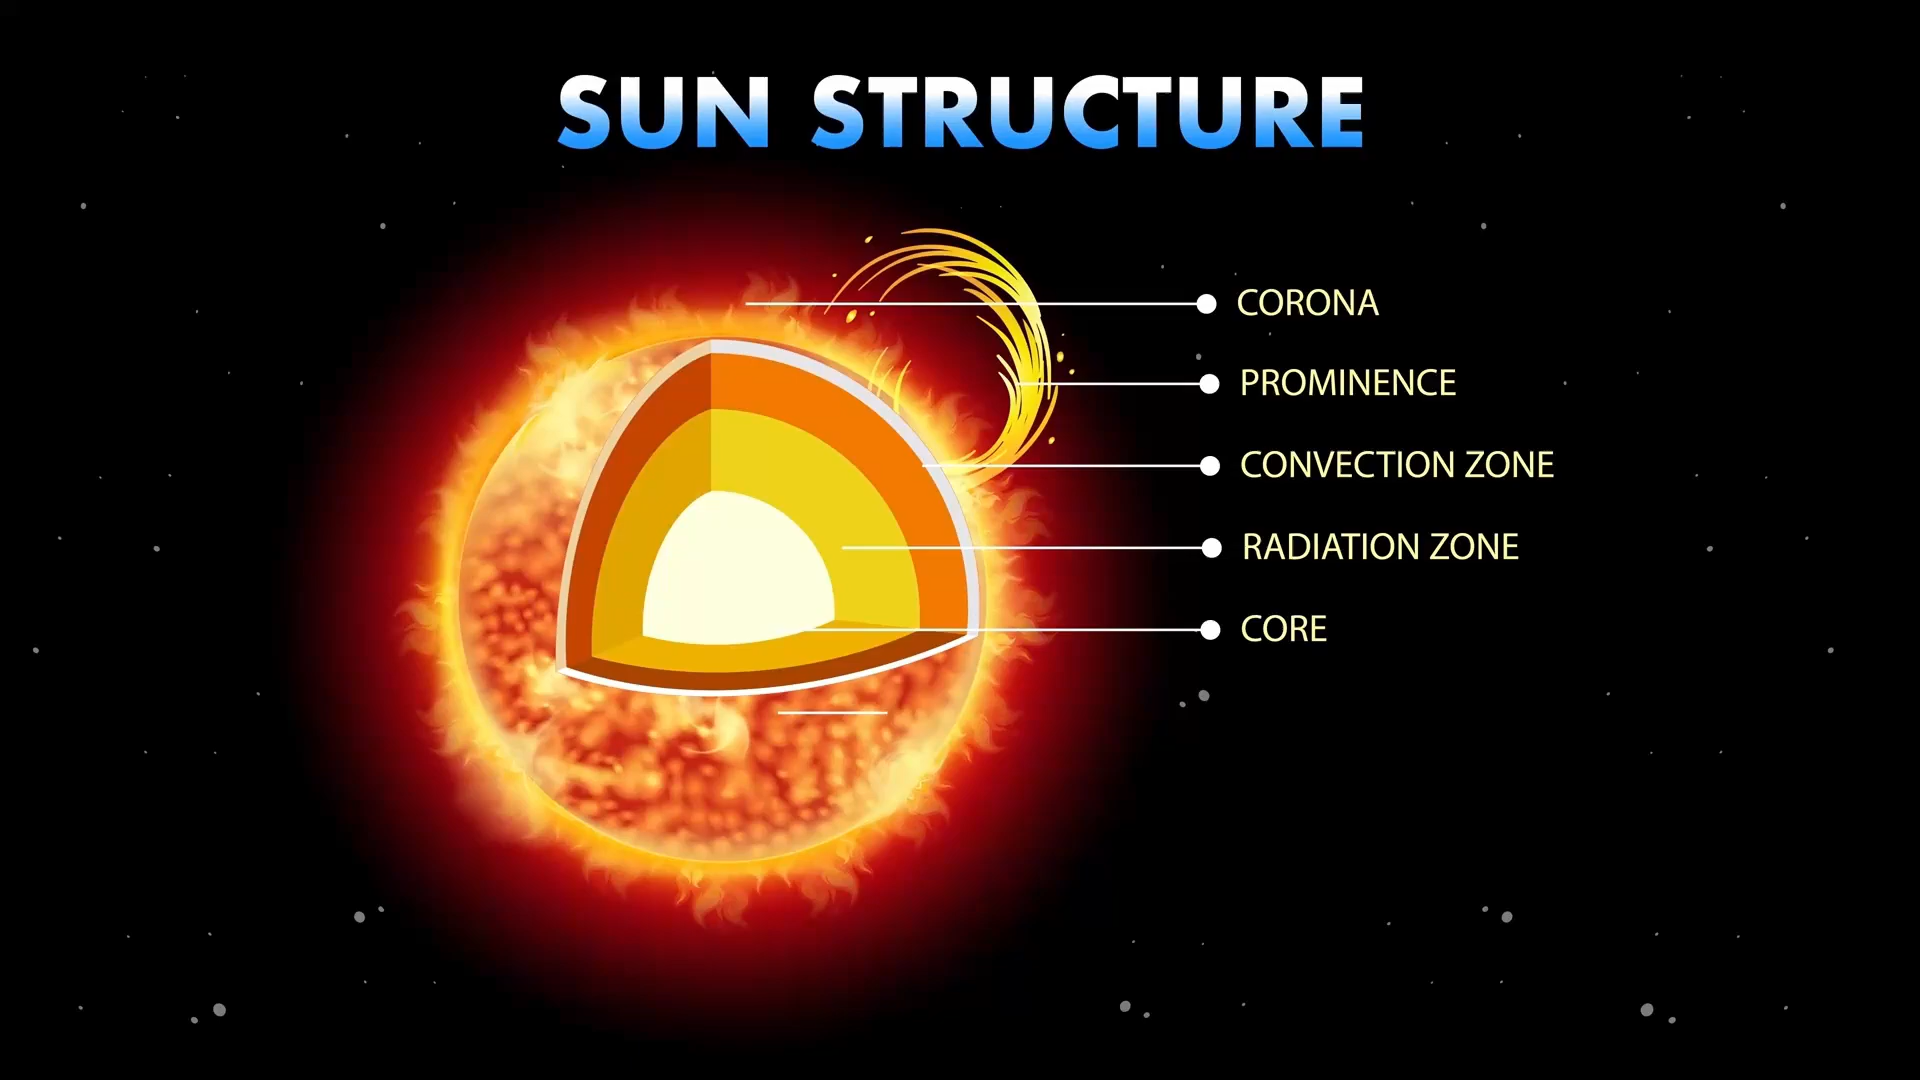 SUN STRUCTURE
CORONA
PROMINENCE
CONVECTION ZONE
RADIATION ZONE
CORE